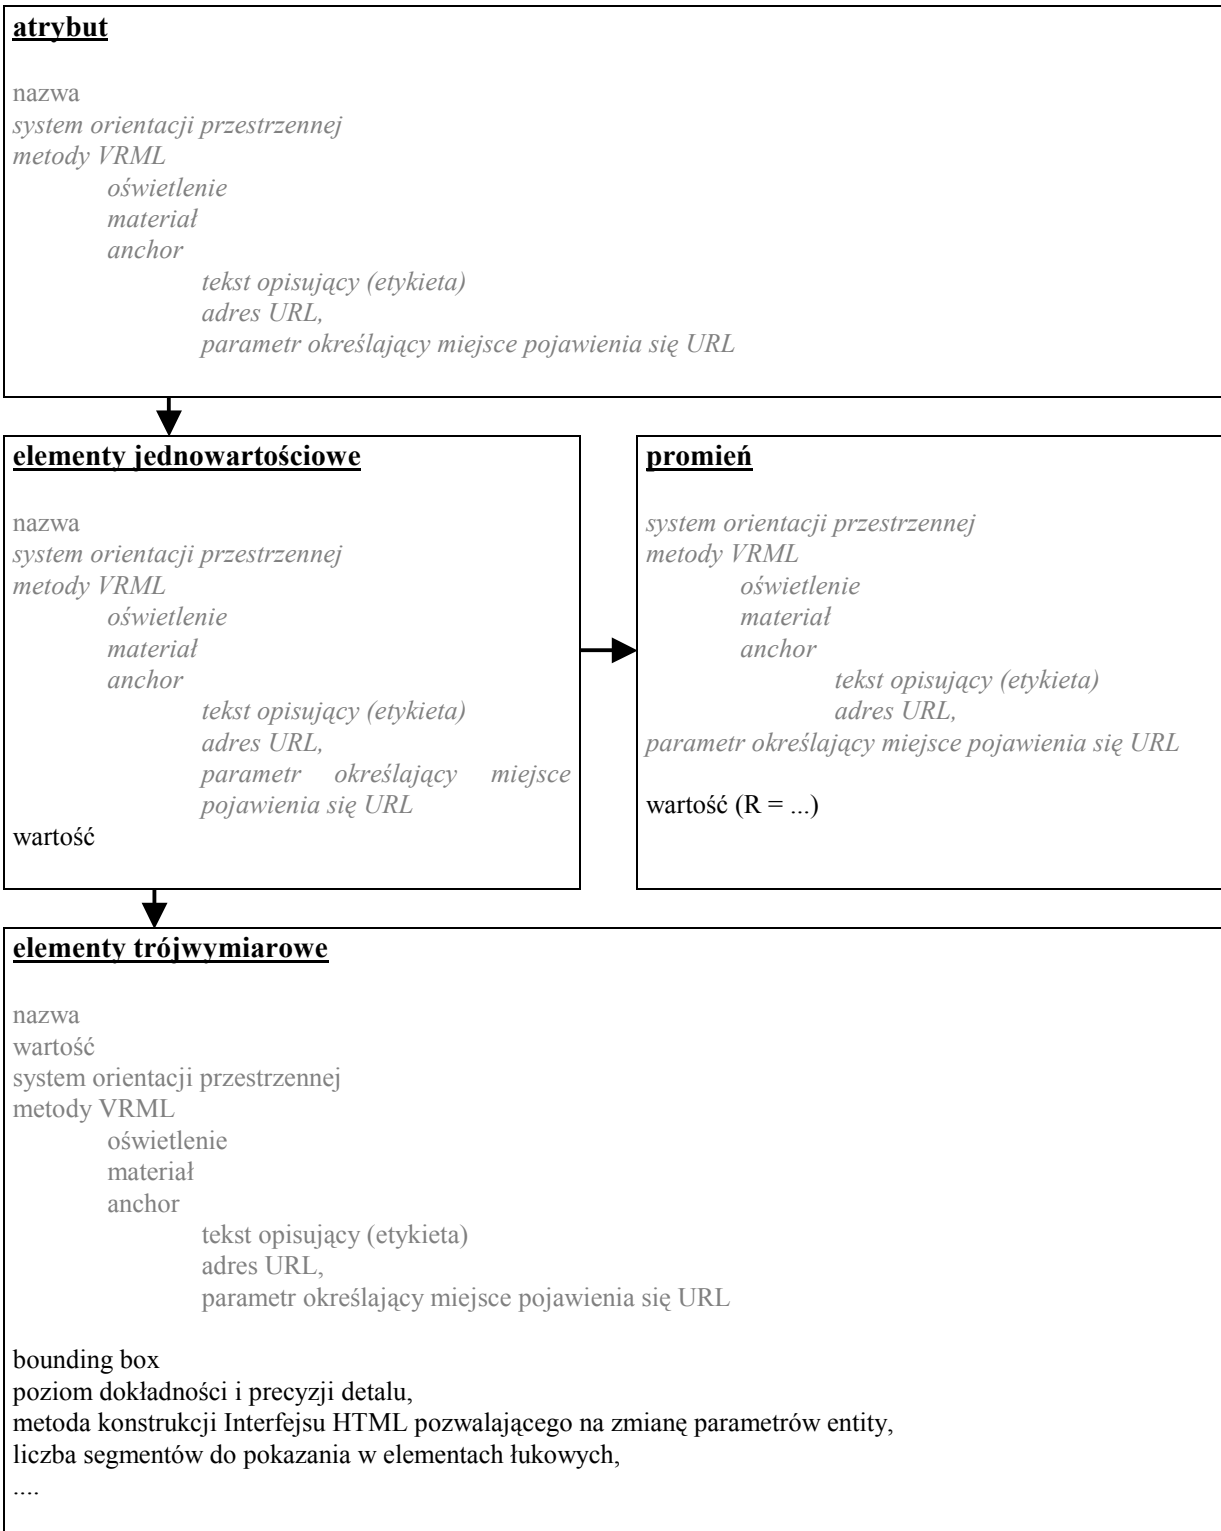 atrybut
nazwa
system orientacji przestrzennej
metody VRML
oświetlenie
materiał
anchor
tekst opisujący (etykieta)
adres URL,
parametr określający miejsce pojawienia się URL
elementy jednowartościowe
nazwa
system orientacji przestrzennej
metody VRML
oświetlenie
materiał
anchor
tekst opisujący (etykieta)
adres URL,
parametr określający miejsce
pojawienia się URL
wartość
promień
system orientacji przestrzennej
metody VRML
oświetlenie
materiał
anchor
tekst opisujący (etykieta)
adres URL,
parametr określający miejsce pojawienia się URL
wartość (R = ...)
elementy trójwymiarowe
nazwa
wartość
system orientacji przestrzennej
metody VRML
oświetlenie
materiał
anchor
tekst opisujący (etykieta)
adres URL,
parametr określający miejsce pojawienia się URL
bounding box
poziom dokładności i precyzji detalu,
metoda konstrukcji Interfejsu HTML pozwalającego na zmianę parametrów entity,
liczba segmentów do pokazania w elementach łukowych,
....